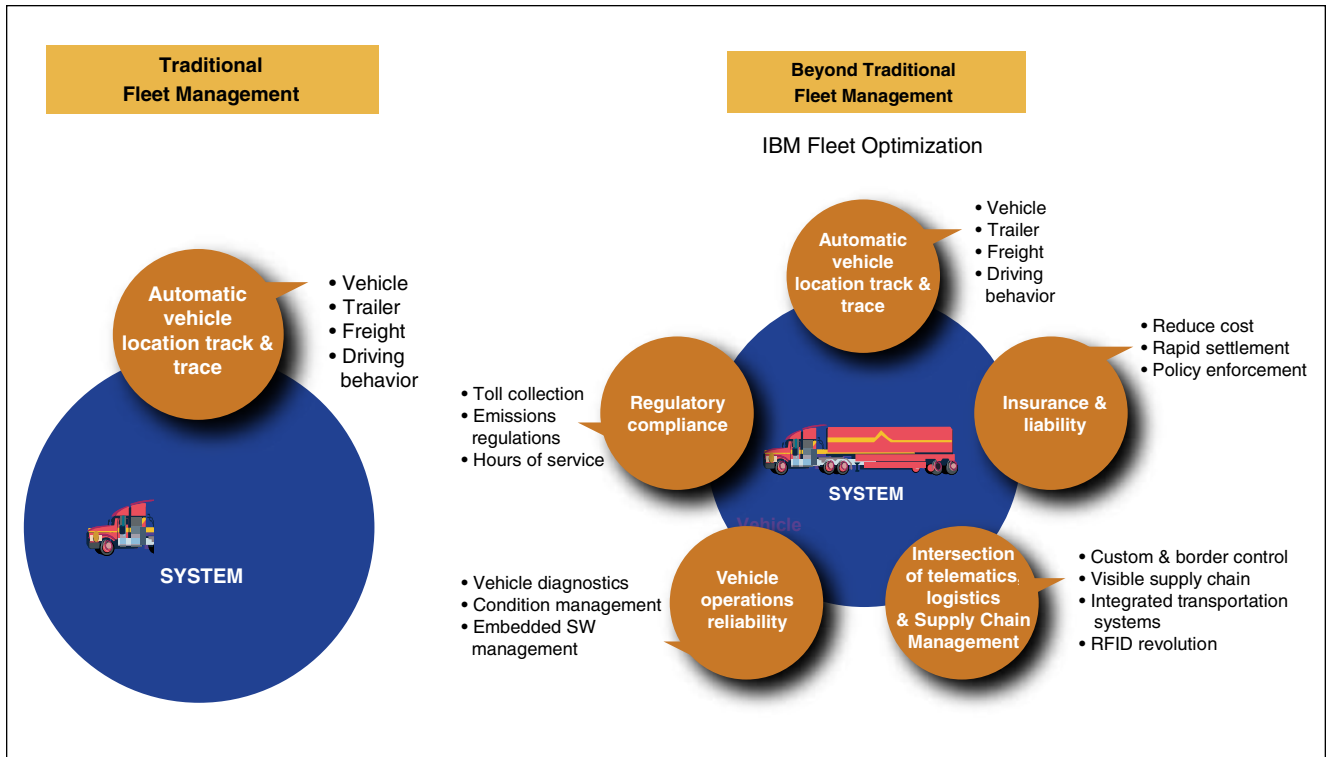 Traditional
Fleet Management
Automatic
vehicle
location track &
trace
• Vehicle
• Trailer
• Freight
• Driving
behavior
SYSTEM
Beyond Traditional
Fleet Management
IBM Fleet Optimization
Automatic
vehicle
location track &
trace
• Vehicle
• Trailer
• Freight
• Driving
behavior
Insurance &
liability
• Reduce cost
• Rapid settlement
• Policy enforcement
Regulatory
compliance
• Toll collection
• Emissions
regulations
• Hours of service
SYSTEM
Vehicle
Vehicle
operations
reliability
• Vehicle diagnostics
• Condition management
• Embedded SW
management
Intersection
of telematics,
logistics
& Supply Chain
Management
• Custom & border control
• Visible supply chain
• Integrated transportation
systems
• RFID revolution